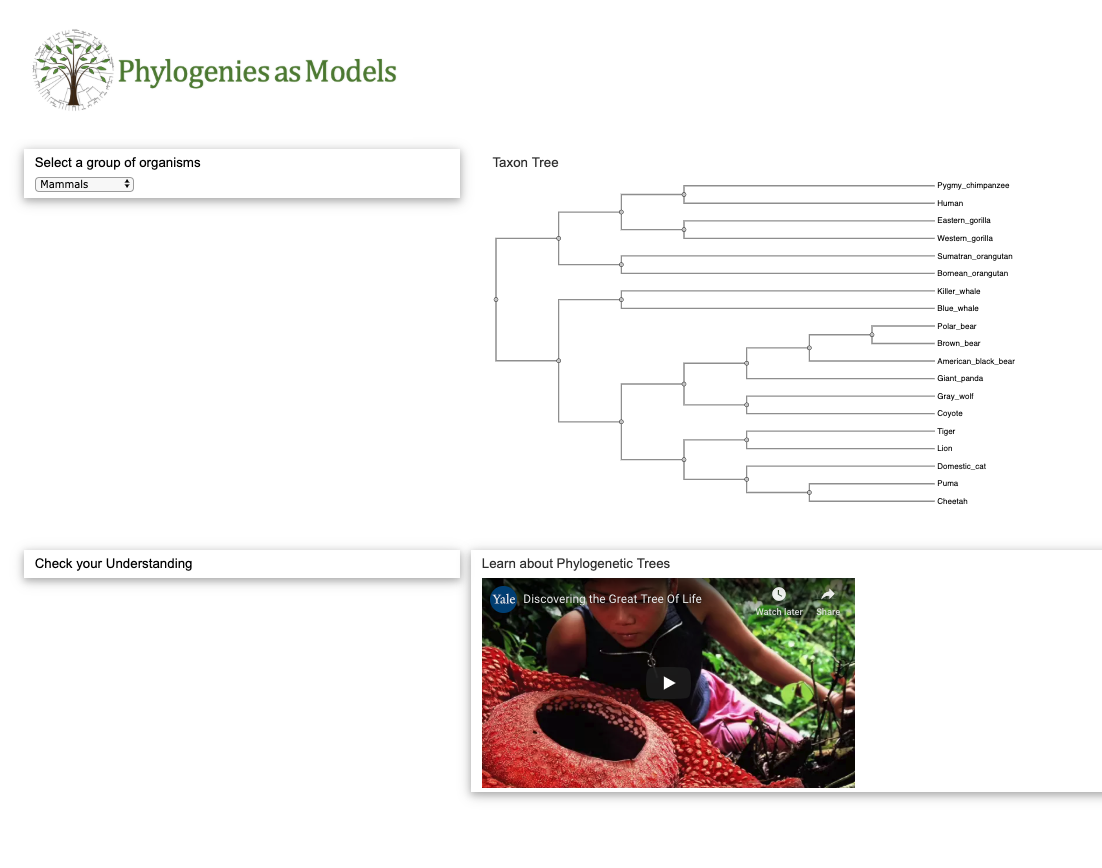 Phylogenies as Models
Select a group of organisms
Mammals
Taxon Tree
Pygmy_chimpanzee
Human
Eastern_gorilla
Western_gorilla
Sumatran_orangutan
Bornean_orangutan
Killer_whale
Blue_whale
Polar_bear
Brown_bear
American_black_bear
Giant_panda
Gray_wolf
Coyote
Tiger
Lion
Domestic_cat
Puma
Cheetah
Check your Understanding
Learn about Phylogenetic Trees
Yale
Discovering the Great Tree Of Life
Watch later
Share